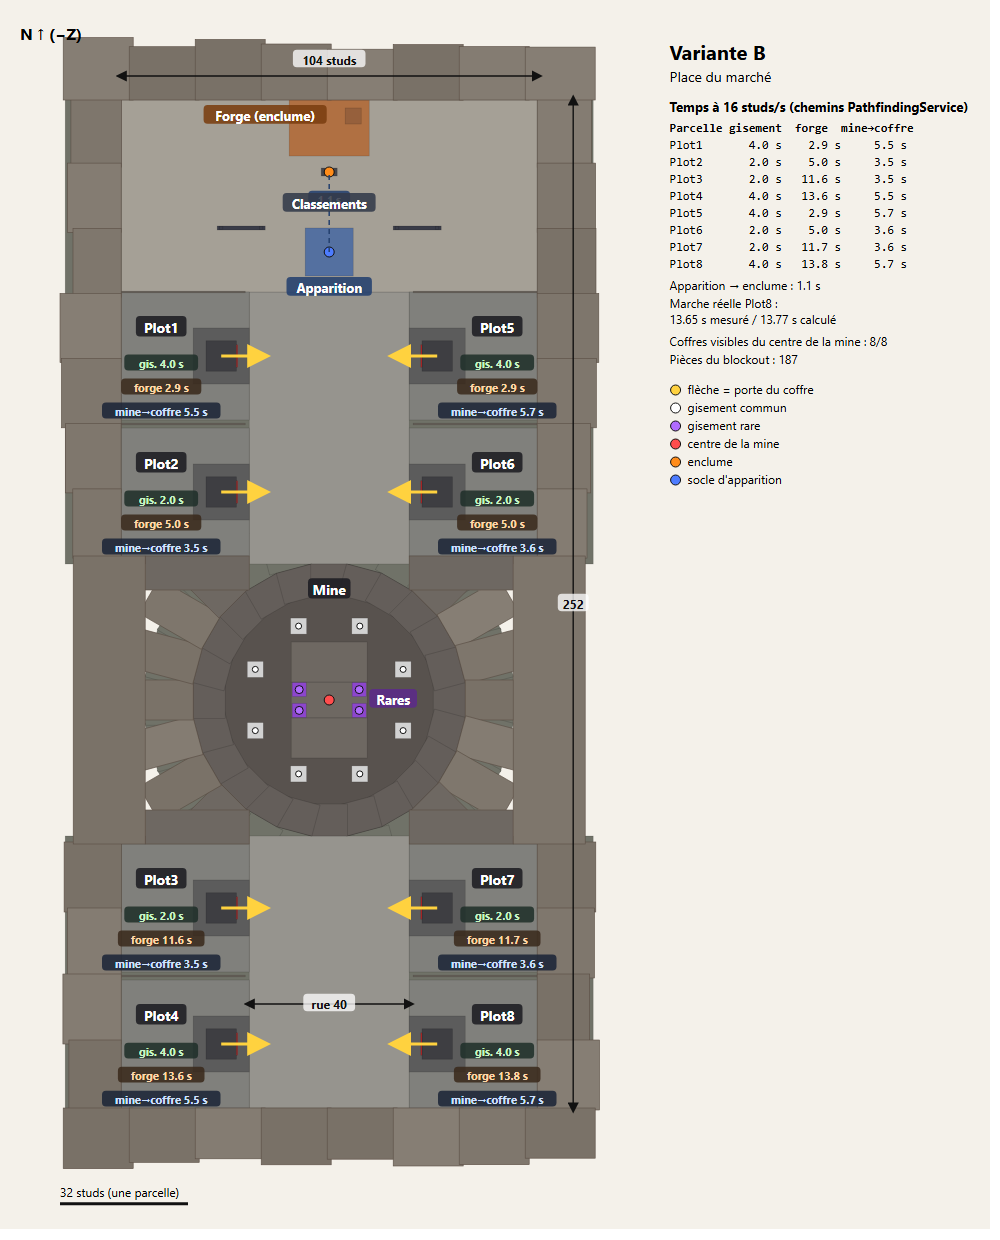 N ↑ (−Z)
104 studs
Forge (enclume)
Classements
Apparition
Plot1
gis. 4.0 s
forge 2.9 s
mine→coffre 5.5 s
Plot5
gis. 4.0 s
forge 2.9 s
mine→coffre 5.7 s
Plot2
gis. 2.0 s
forge 5.0 s
mine→coffre 3.5 s
Plot6
gis. 2.0 s
forge 5.0 s
mine→coffre 3.6 s
Mine
252
Rares
Plot3
gis. 2.0 s
forge 11.6 s
mine→coffre 3.5 s
Plot7
gis. 2.0 s
forge 11.7 s
mine→coffre 3.6 s
rue 40
Plot4
gis. 4.0 s
forge 13.6 s
mine→coffre 5.5 s
Plot8
gis. 4.0 s
forge 13.8 s
mine→coffre 5.7 s
32 studs (une parcelle)
Variante B
Place du marché
Temps à 16 studs/s (chemins PathfindingService)
Parcelle gisement forge mine→coffre
Plot1 4.0 s 2.9 s 5.5 s
Plot2 2.0 s 5.0 s 3.5 s
Plot3 2.0 s 11.6 s 3.5 s
Plot4 4.0 s 13.6 s 5.5 s
Plot5 4.0 s 2.9 s 5.7 s
Plot6 2.0 s 5.0 s 3.6 s
Plot7 2.0 s 11.7 s 3.6 s
Plot8 4.0 s 13.8 s 5.7 s
Apparition → enclume : 1.1 s
Marche réelle Plot8 :
13.65 s mesuré / 13.77 s calculé
Coffres visibles du centre de la mine : 8/8
Pièces du blockout : 187
flèche = porte du coffre
gisement commun
gisement rare
centre de la mine
enclume
socle d'apparition